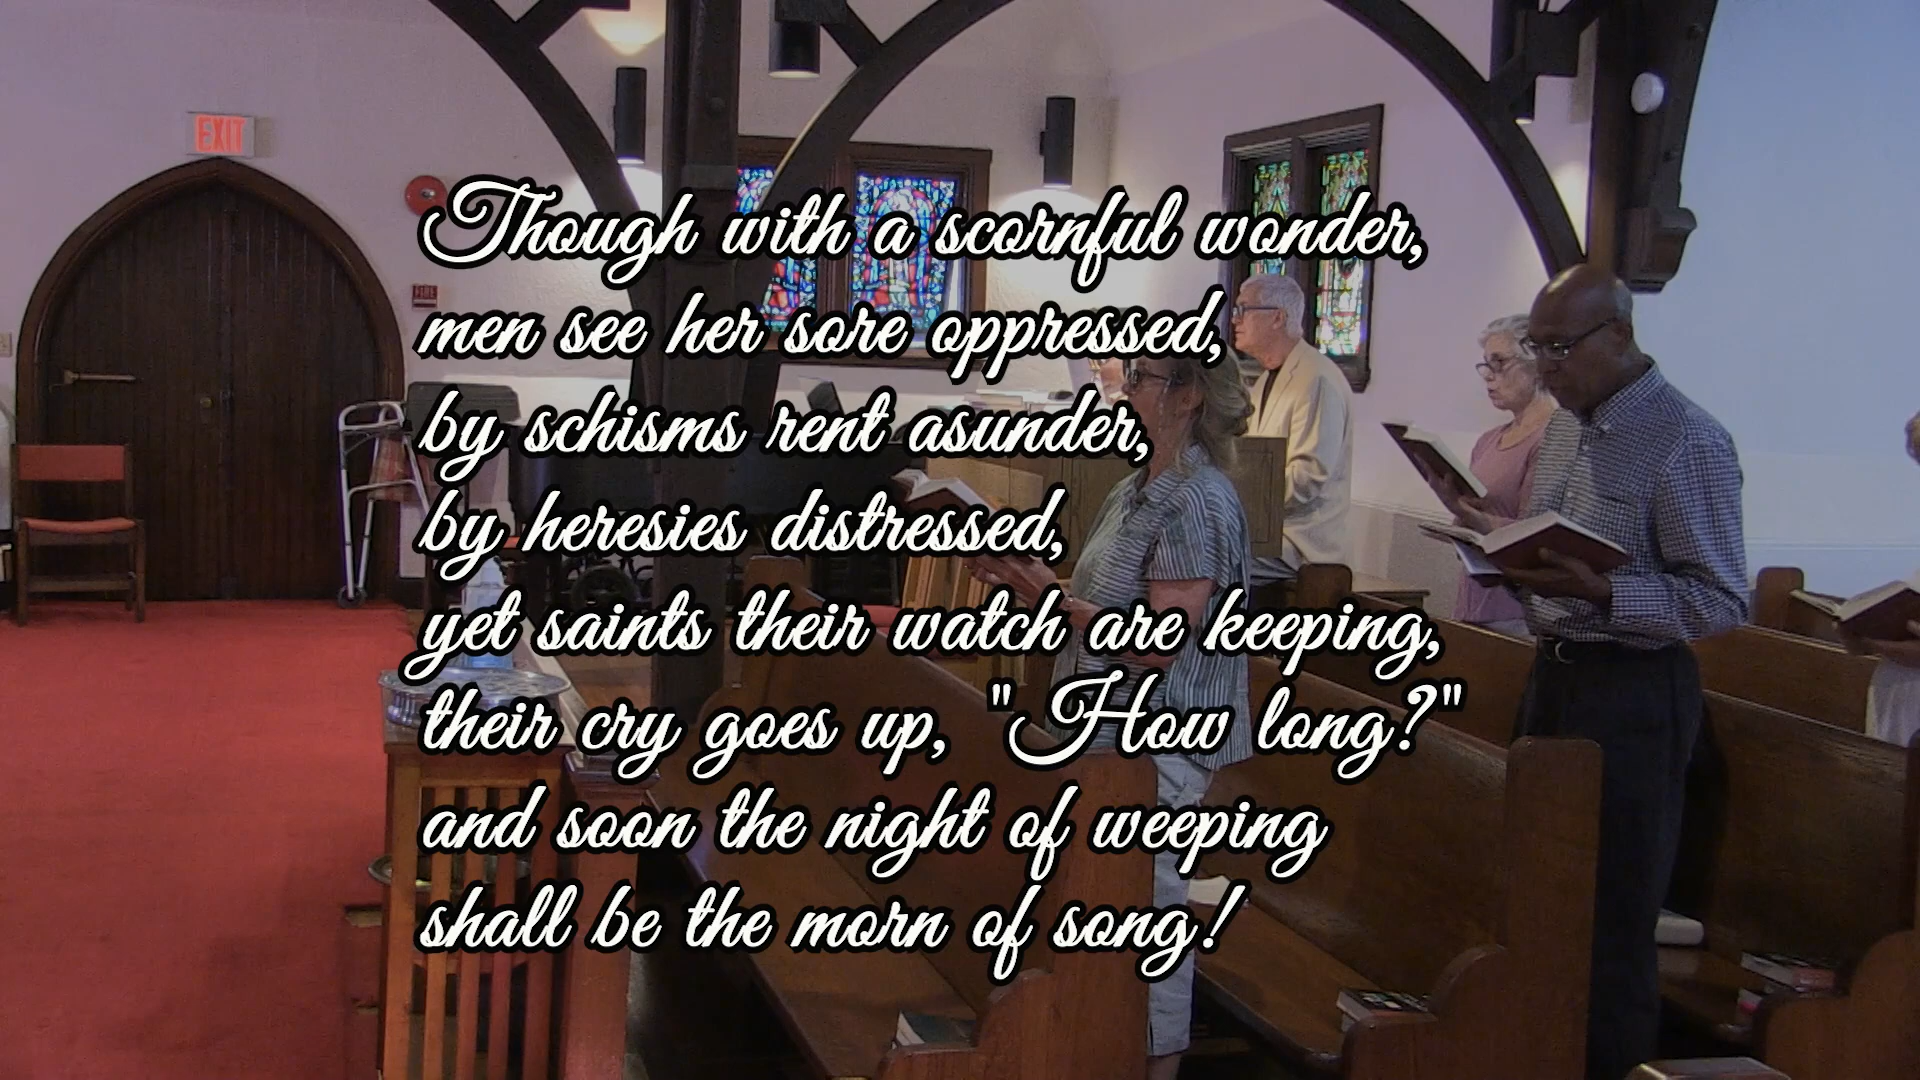 EXIT
FIRE
Though with a scornful wonder,
men see her sore oppressed,
by schisms rent asunder,
by heresies distressed,
yet saints their watch are keeping,
their cry goes up, "How long?"
and soon the night of weeping
shall be the morn of song!